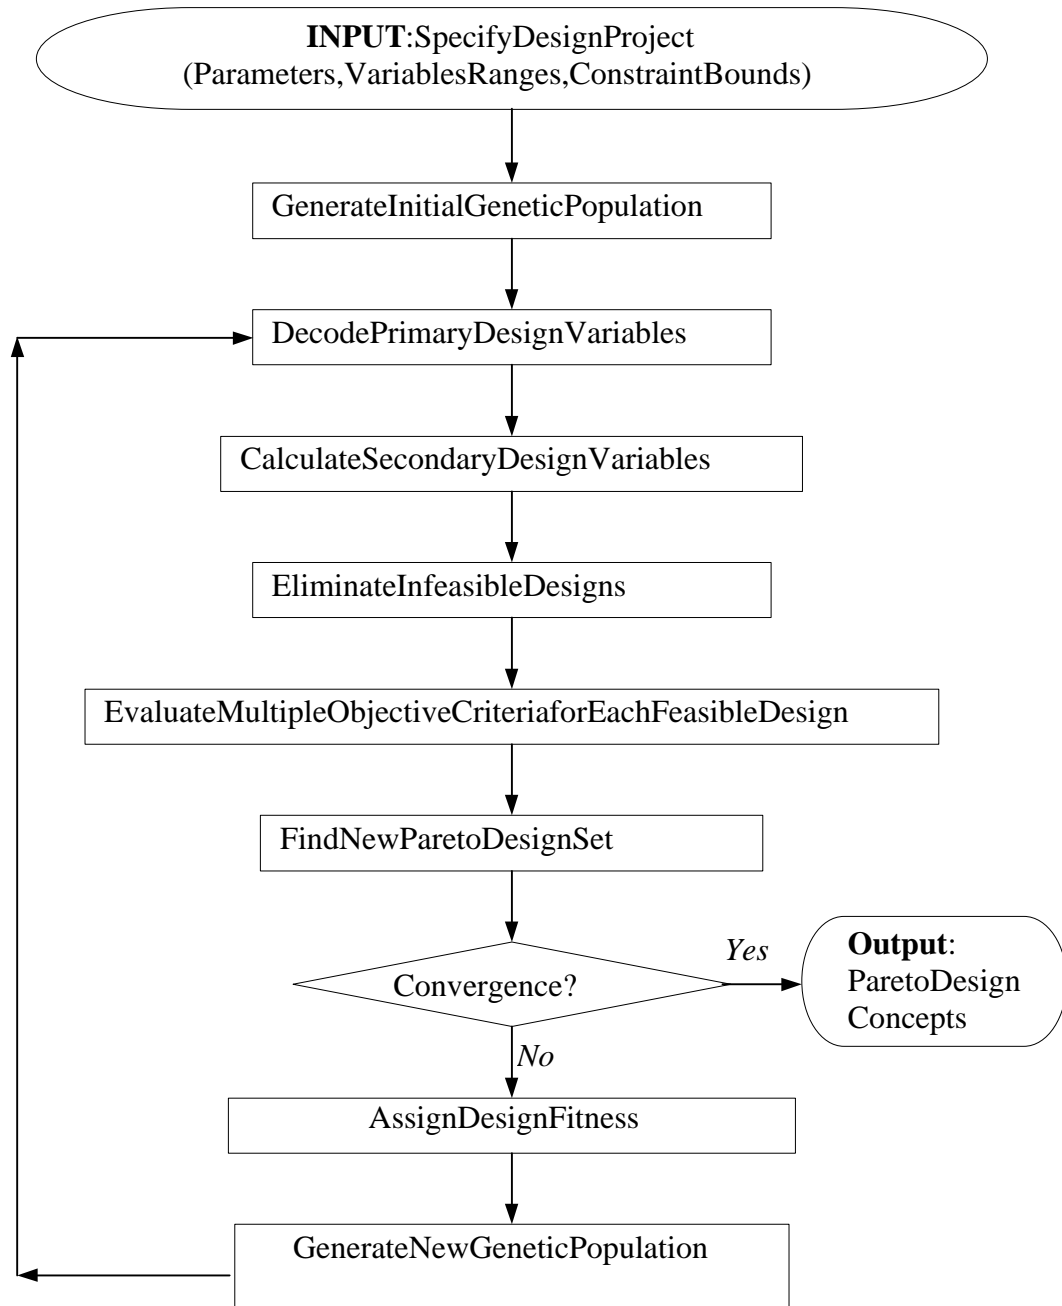 INPUT:SpecifyDesignProject
(Parameters,VariablesRanges,ConstraintBounds)
GenerateInitialGeneticPopulation
DecodePrimaryDesignVariables
CalculateSecondaryDesignVariables
EliminateInfeasibleDesigns
EvaluateMultipleObjectiveCriteriaforEachFeasibleDesign
FindNewParetoDesignSet
Convergence?
Yes
Output:
ParetoDesign
Concepts
No
AssignDesignFitness
GenerateNewGeneticPopulation